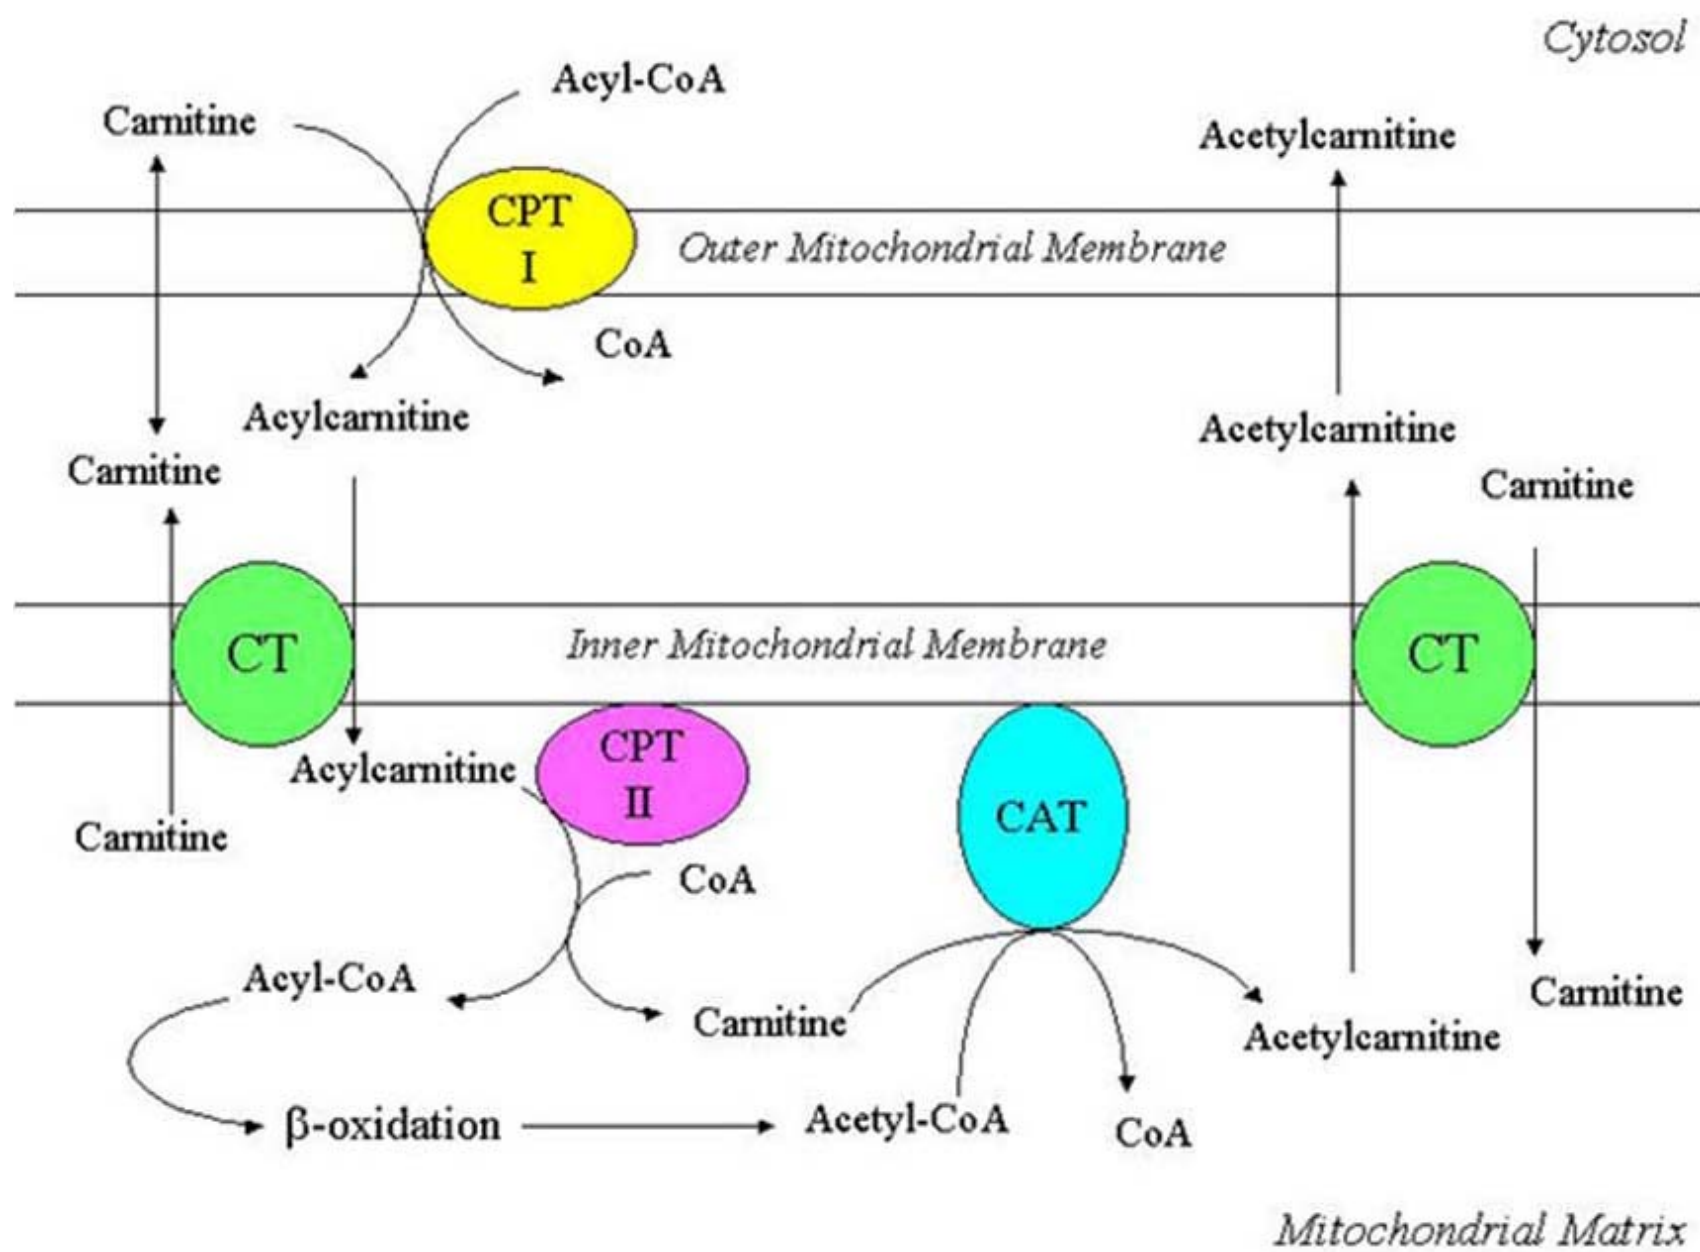 Cytosol
Acyl-CoA
Carnitine
Acetylcarnitine
CPT
I
Outer Mitochondrial Membrane
CoA
Acylcarnitine
Acetylcarnitine
Carnitine
Carnitine
CT
Inner Mitochondrial Membrane
CT
CPT
II
Acylcarnitine
CAT
Carnitine
CoA
Acyl-CoA
Carnitine
Carnitine
Acetylcarnitine
β-oxidation
Acetyl-CoA
CoA
Mitochondrial Matrix